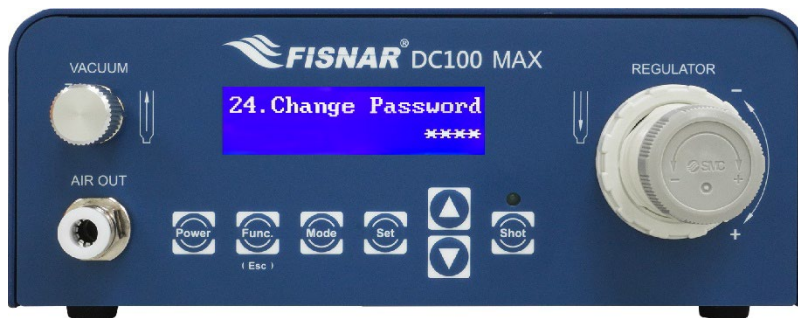 FISNAR® DC100 MAX
VACUUM
REGULATOR
24.Change Password
****
AIR OUT
SMC
Power
Func.
Mode
Set
Shot
( Esc )
−
+
−
+